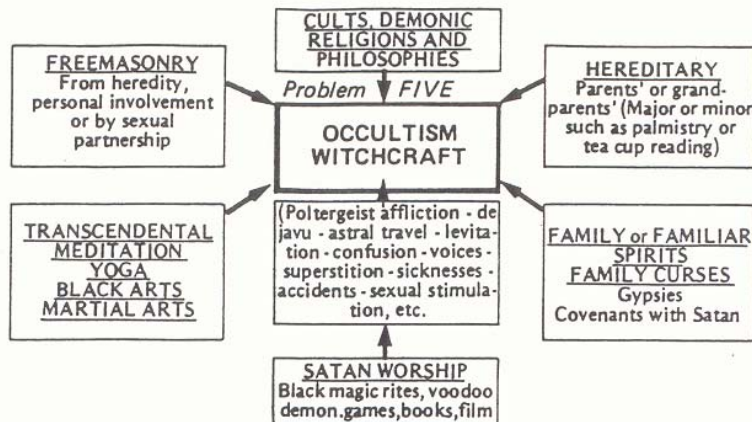 CULTS, DEMONIC
RELIGIONS AND
PHILOSOPHIES
FREEMASONRY
From heredity,
personal involvement
or by sexual
partnership
Problem FIVE
HEREDITARY
Parents' or grand-
parents' (Major or minor
such as palmistry or
tea cup reading)
OCCULTISM
WITCHCRAFT
TRANSCENDENTAL
MEDITATION
YOGA
BLACK ARTS
MARTIAL ARTS
(Poltergeist affliction - de
javu - astral travel - levita-
tion - confusion - voices -
superstition - sicknesses -
accidents - sexual stimula-
tion, etc.
FAMILY or FAMILIAR
SPIRITS
FAMILY CURSES
Gypsies
Covenants with Satan
SATAN WORSHIP
Black magic rites, voodoo
demon.games,books,film